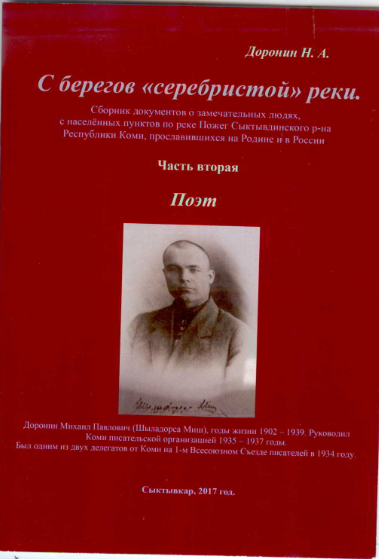 Доронин Н. А.
С берегов «серебристой» реки.
Сборник документов о замечательных людях,
с населённых пунктов по реке Пожег Сыктывдинского р-на
Республики Коми, прославившихся на Родине и в России
Часть вторая
Поэт
Доронин Михаил Павлович (Шыладорса Миш), годы жизни 1902 – 1939. Руководил
Коми писательской организацией 1935 – 1937 годы.
Был одним из двух делегатов от Коми на 1-м Всесоюзном Съезде писателей в 1934 году.
Сыктывкар, 2017 год.